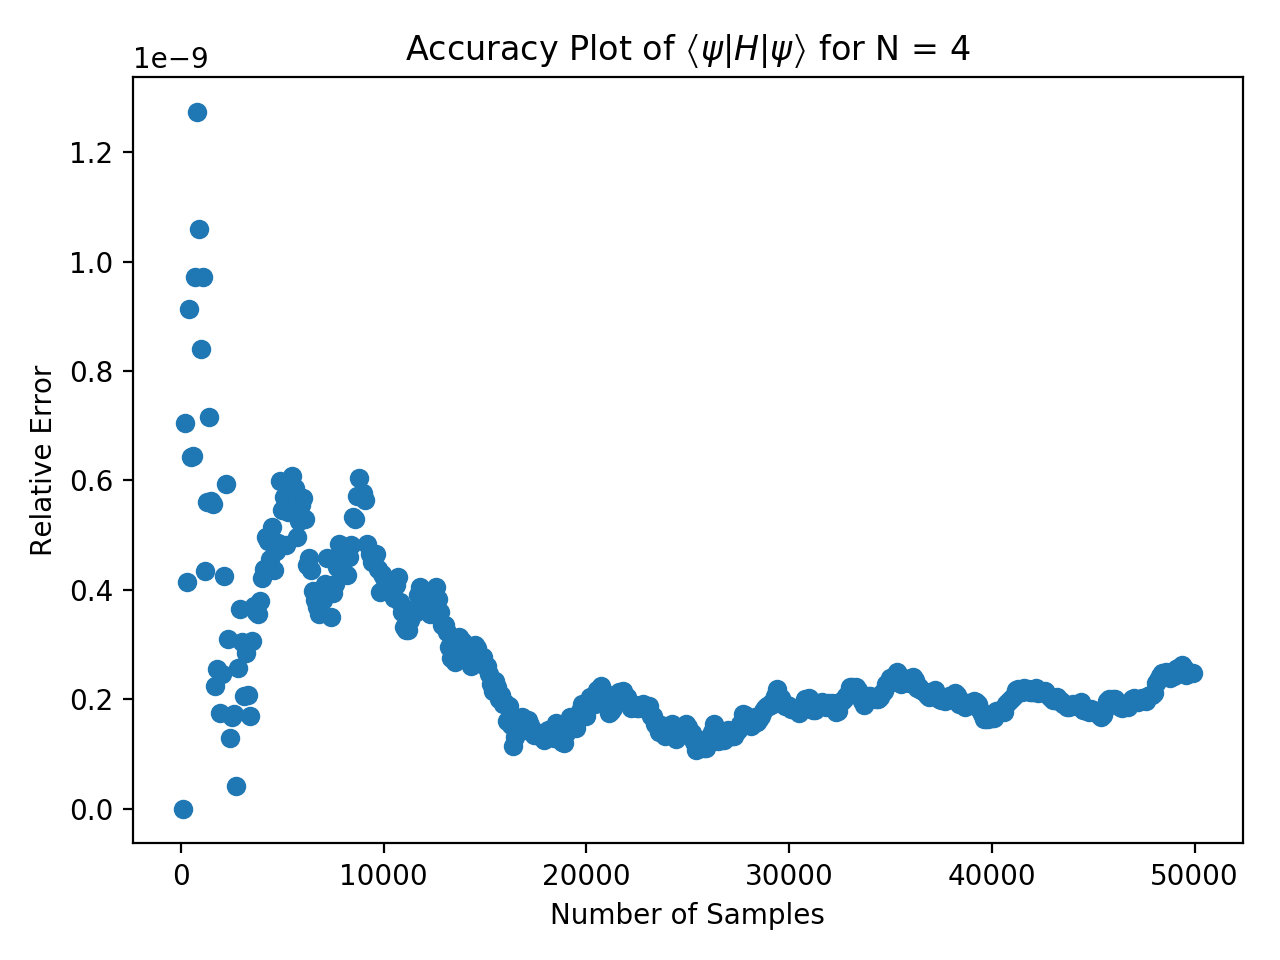 Accuracy Plot of ⟨ψ|H|ψ⟩ for N = 4
1e−9
1.2
1.0
0.8
0.6
0.4
0.2
0.0
Relative Error
0 10000 20000 30000 40000 50000
Number of Samples